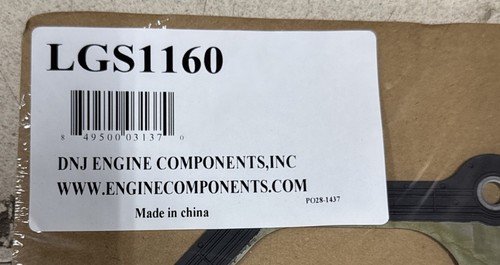 LGS1160
8 49500 03137 0
DNJ ENGINE COMPONENTS,INC
WWW.ENGINECOMPONENTS.COM
PO28-1437
Made in china